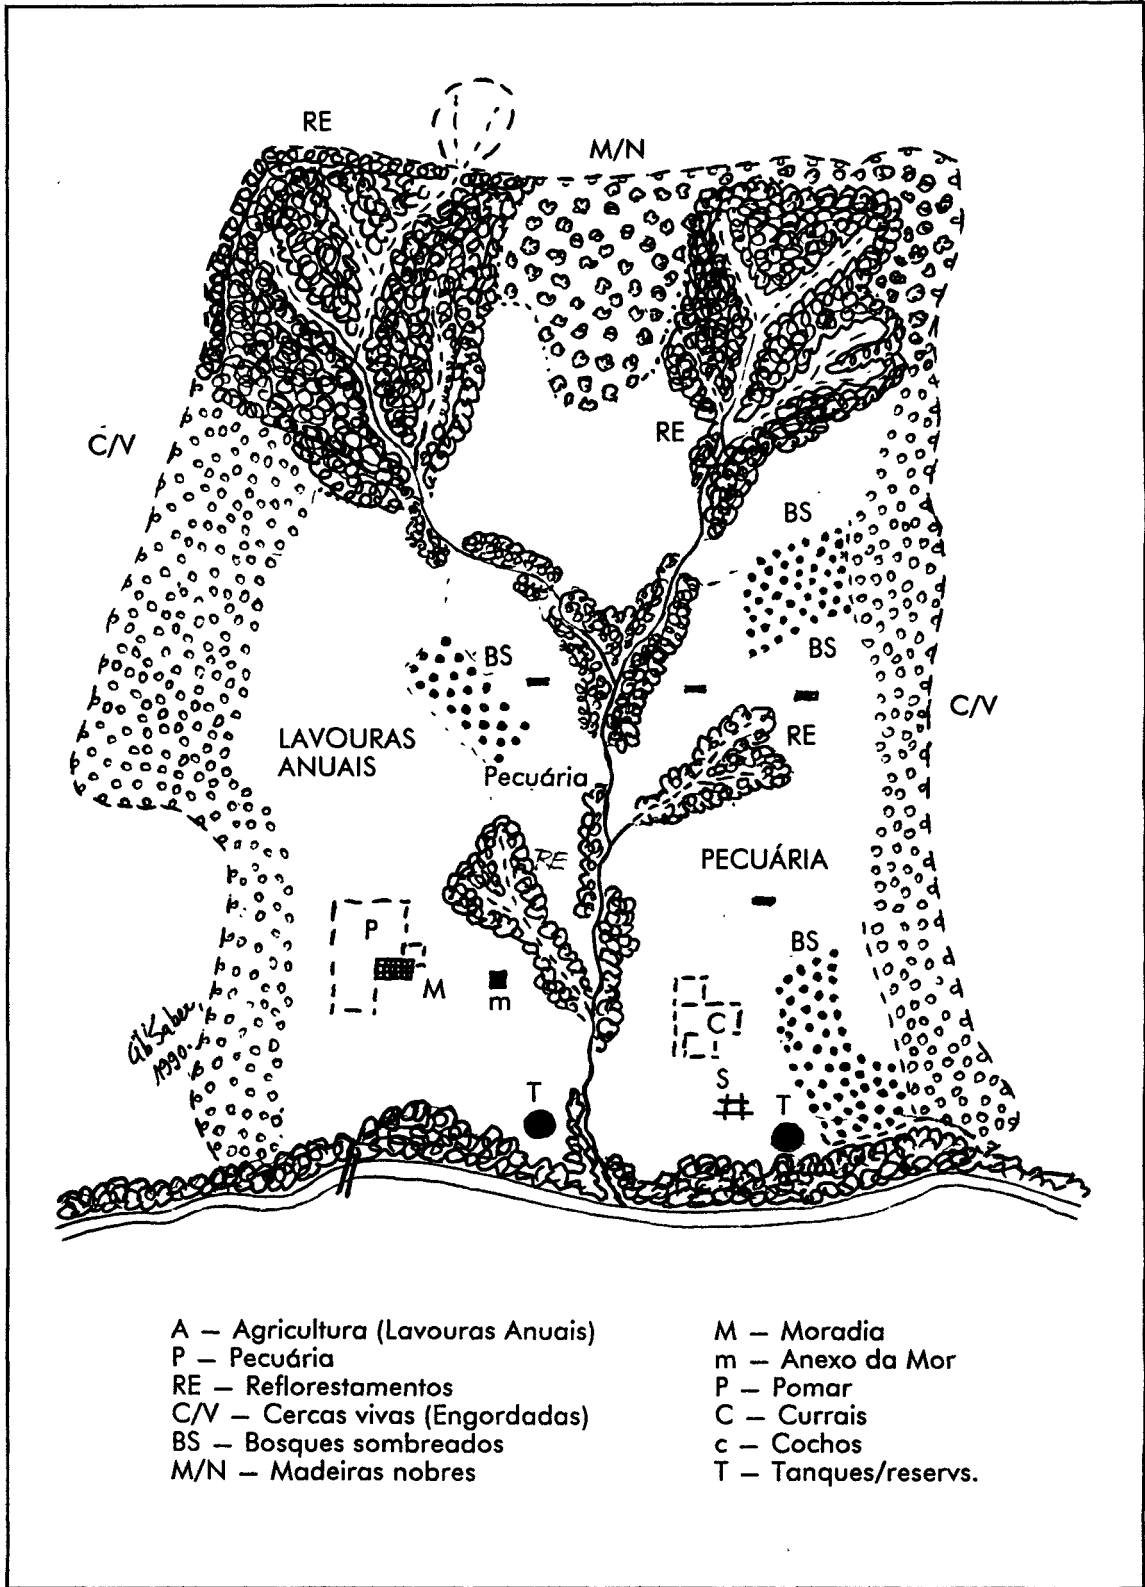 RE
M/N
C/V
RE
BS
BS
BS
C/V
RE
LAVOURAS
ANUAIS
Pecuária
RE
PECUÁRIA
P
BS
M
m
C
Ab'Saber,
1990.
S
T
T
A – Agricultura (Lavouras Anuais)
P – Pecuária
RE – Reflorestamentos
C/V – Cercas vivas (Engordadas)
BS – Bosques sombreados
M/N – Madeiras nobres
M – Moradia
m – Anexo da Mor
P – Pomar
C – Currais
c – Cochos
T – Tanques/reservs.